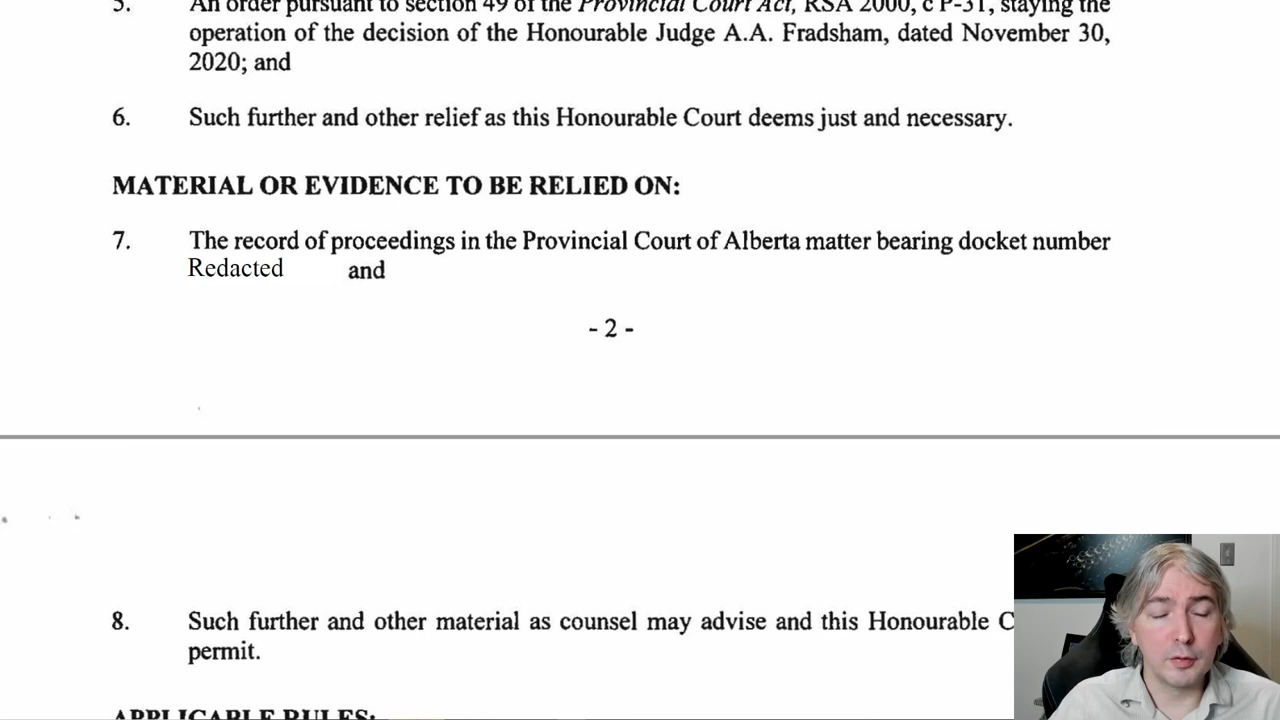 5. An order pursuant to section 49 of the Provincial Court Act, RSA 2000, c P-31, staying the
operation of the decision of the Honourable Judge A.A. Fradsham, dated November 30,
2020; and
6. Such further and other relief as this Honourable Court deems just and necessary.
MATERIAL OR EVIDENCE TO BE RELIED ON:
7. The record of proceedings in the Provincial Court of Alberta matter bearing docket number
Redacted and
- 2 -
8. Such further and other material as counsel may advise and this Honourable C
permit.
APPLICABLE RULES: